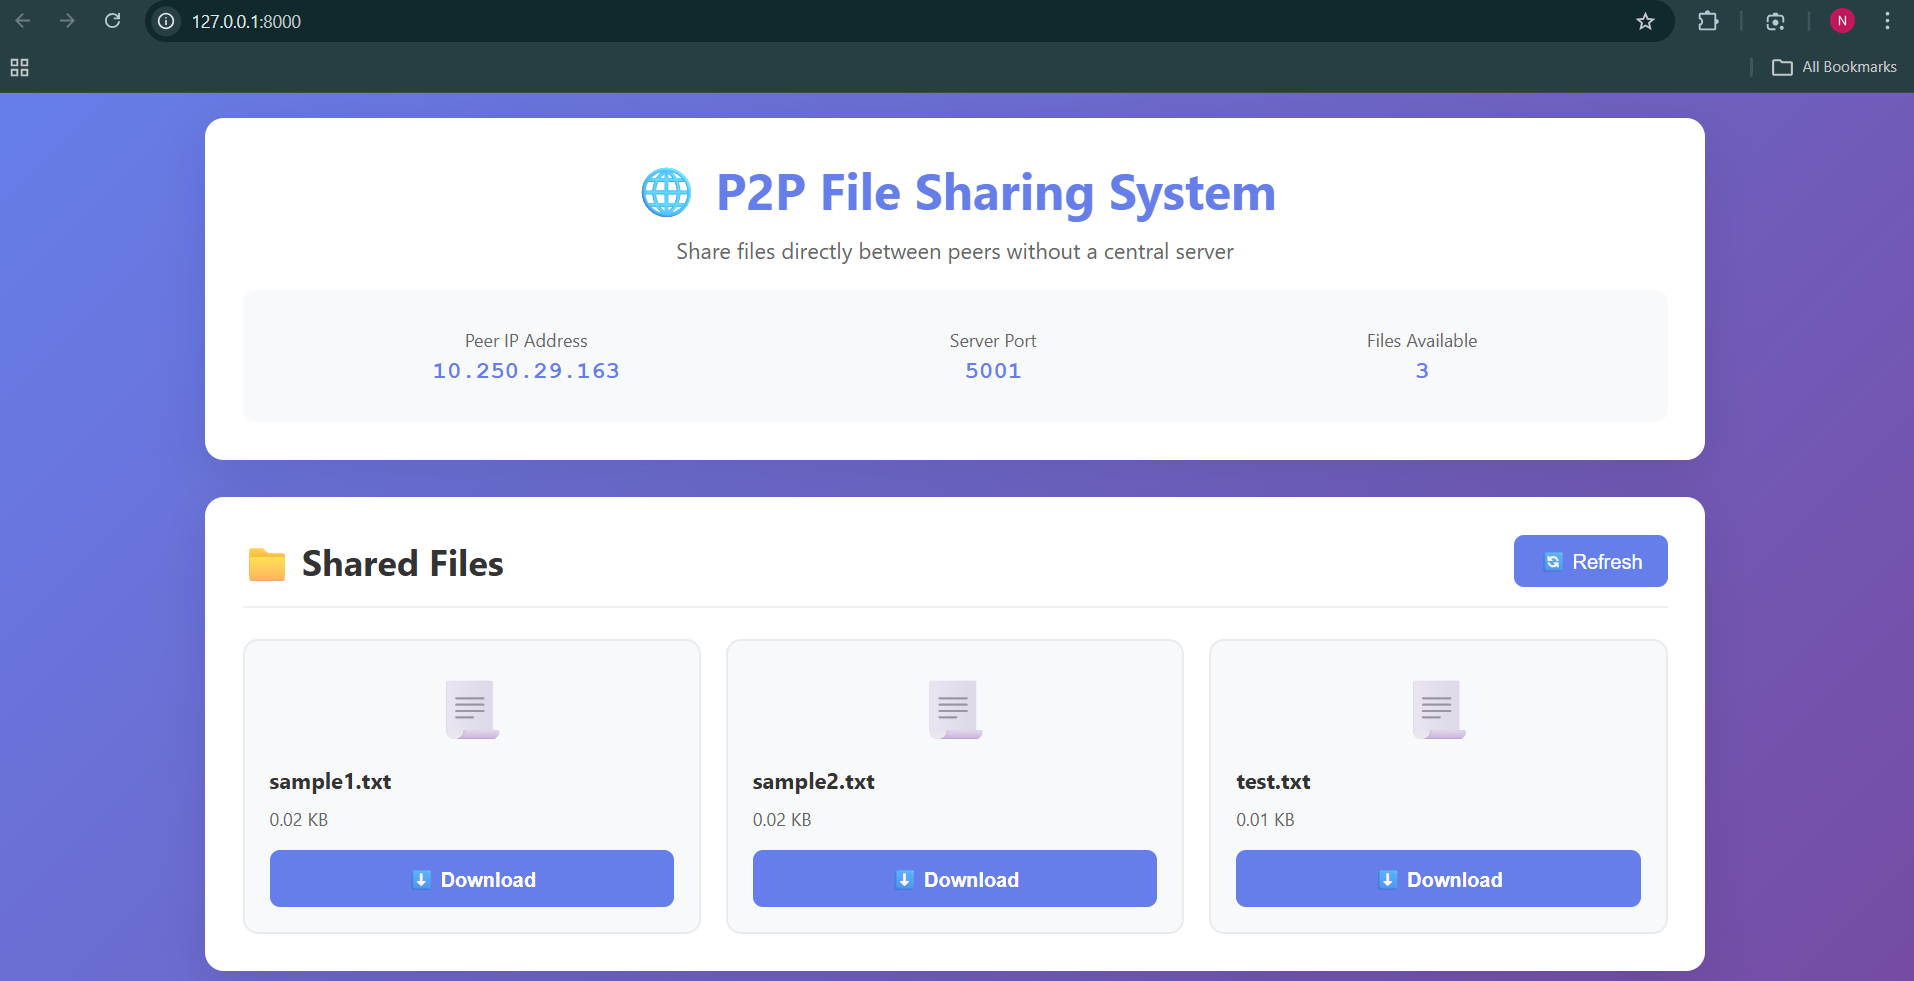 127.0.0.1:8000
N
All Bookmarks
P2P File Sharing System
Share files directly between peers without a central server
Peer IP Address
10.250.29.163
Server Port
5001
Files Available
3
Shared Files
Refresh
sample1.txt
0.02 KB
Download
sample2.txt
0.02 KB
Download
test.txt
0.01 KB
Download